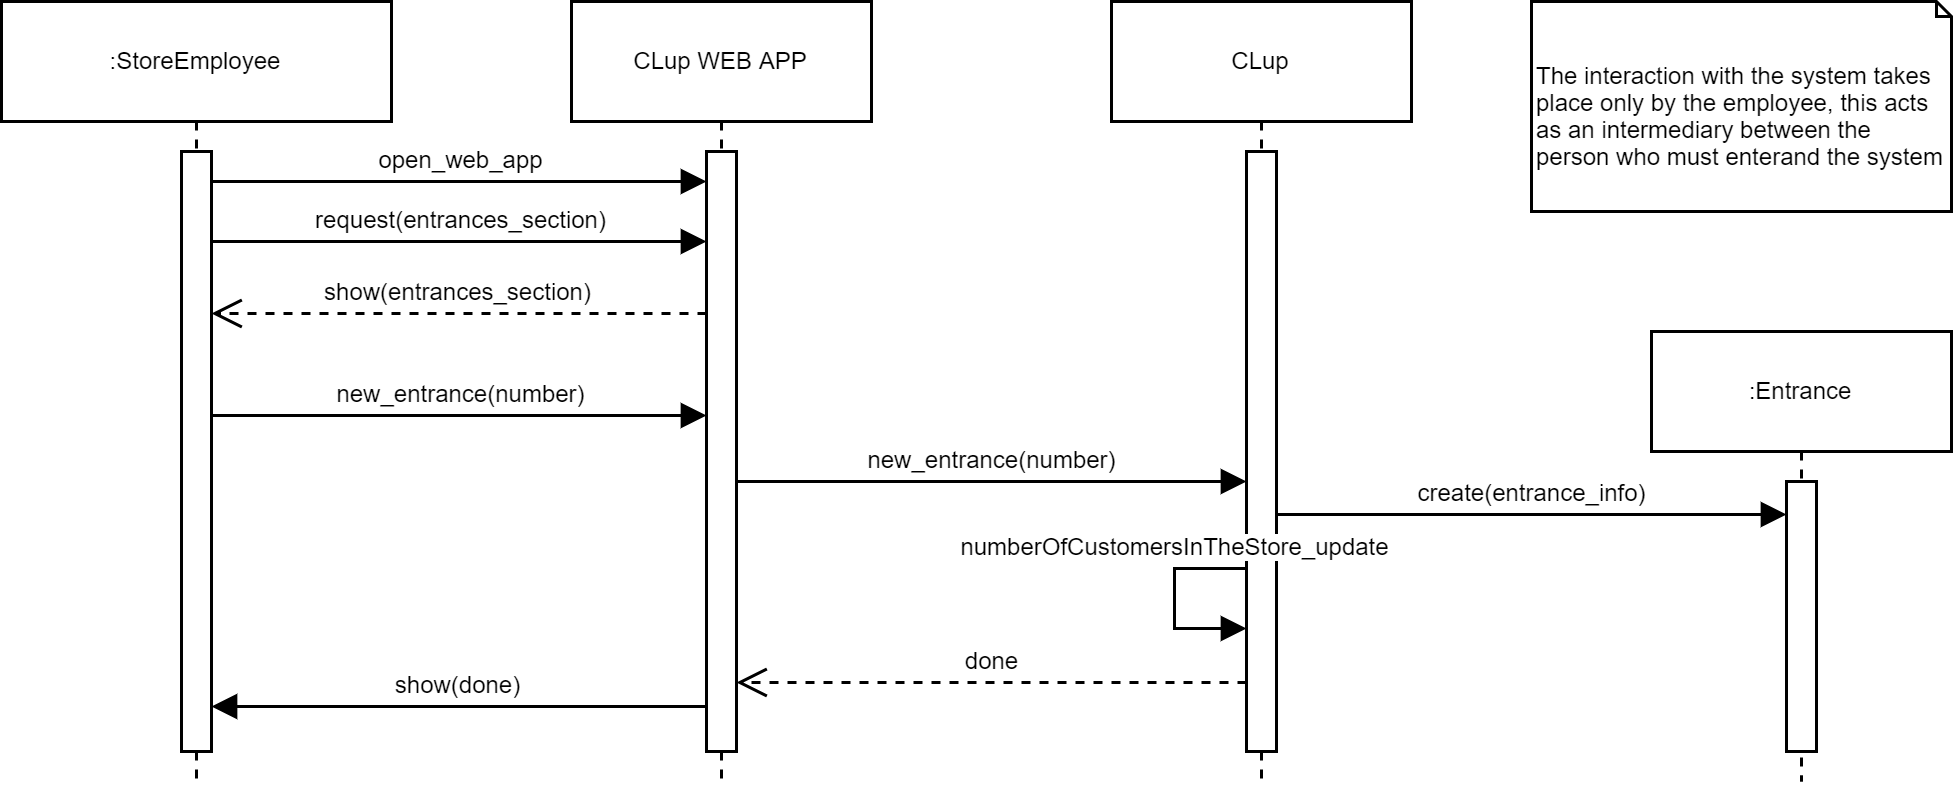 :StoreEmployee
CLup WEB APP
CLup
The interaction with the system takes
place only by the employee, this acts
as an intermediary between the
person who must enterand the system
open_web_app
request(entrances_section)
show(entrances_section)
new_entrance(number)
:Entrance
new_entrance(number)
create(entrance_info)
numberOfCustomersInTheStore_update
done
show(done)